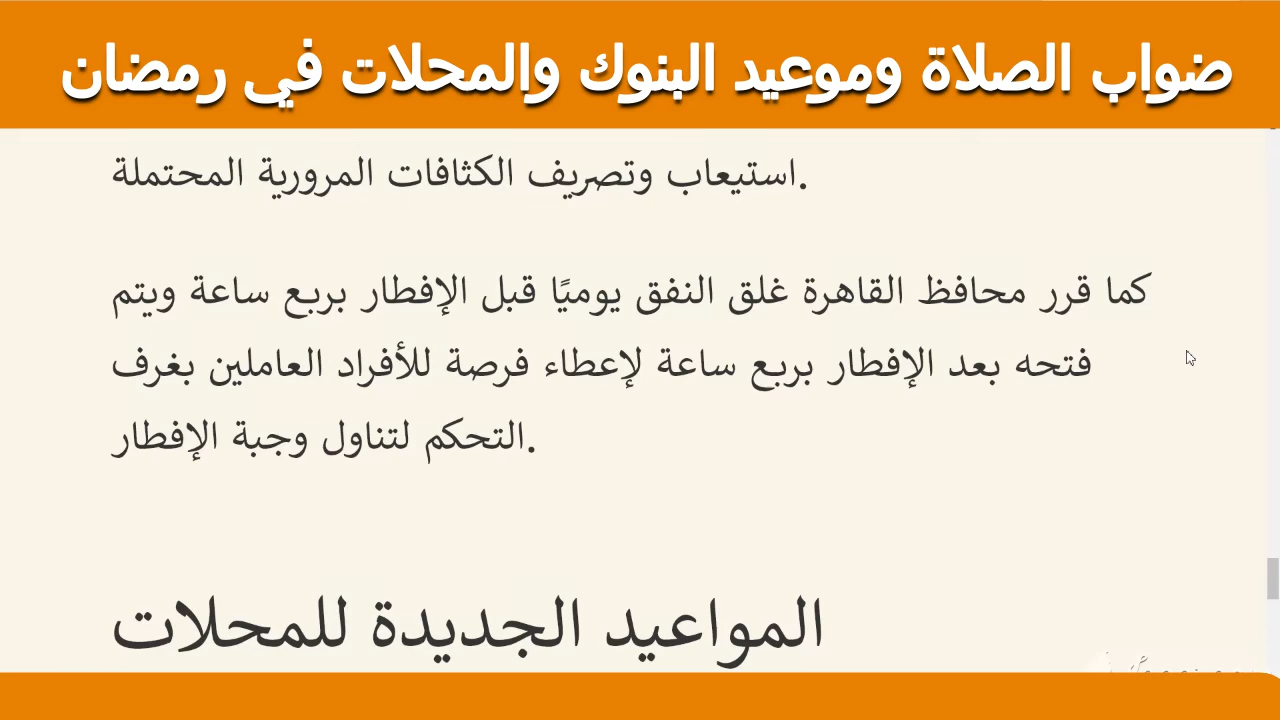 ضواب الصلاة وموعيد البنوك والمحلات في رمضان
استيعاب وتصريف الكثافات المرورية المحتملة.
كما قرر محافظ القاهرة غلق النفق يوميًا قبل الإفطار بربع ساعة ويتم
فتحه بعد الإفطار بربع ساعة لإعطاء فرصة للأفراد العاملين بغرف
التحكم لتناول وجبة الإفطار.
المواعيد الجديدة للمحلات